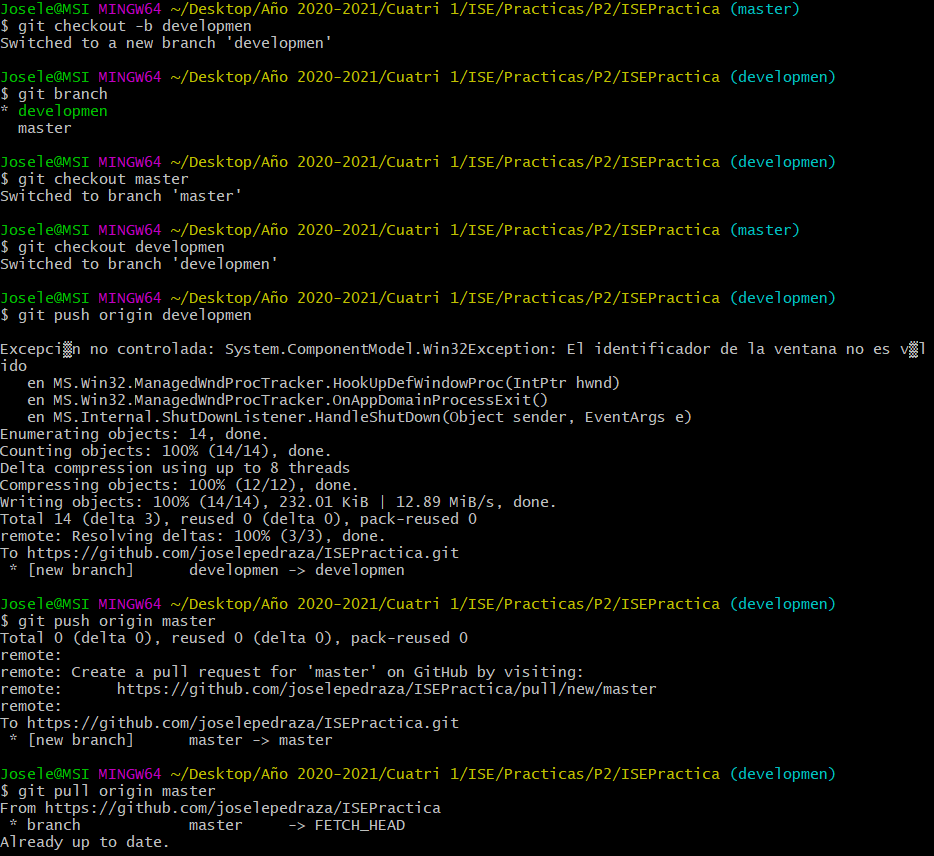 Josele@MSI MINGW64 ~/Desktop/Año 2020-2021/Cuatri 1/ISE/Practicas/P2/ISEPractica (master)
$ git checkout -b developmen
Switched to a new branch 'developmen'
Josele@MSI MINGW64 ~/Desktop/Año 2020-2021/Cuatri 1/ISE/Practicas/P2/ISEPractica (developmen)
$ git branch
* developmen
master
Josele@MSI MINGW64 ~/Desktop/Año 2020-2021/Cuatri 1/ISE/Practicas/P2/ISEPractica (developmen)
$ git checkout master
Switched to branch 'master'
Josele@MSI MINGW64 ~/Desktop/Año 2020-2021/Cuatri 1/ISE/Practicas/P2/ISEPractica (master)
$ git checkout developmen
Switched to branch 'developmen'
Josele@MSI MINGW64 ~/Desktop/Año 2020-2021/Cuatri 1/ISE/Practicas/P2/ISEPractica (developmen)
$ git push origin developmen
Excepci▒n no controlada: System.ComponentModel.Win32Exception: El identificador de la ventana no es v▒l
ido
en MS.Win32.ManagedWndProcTracker.HookUpDefWindowProc(IntPtr hwnd)
en MS.Win32.ManagedWndProcTracker.OnAppDomainProcessExit()
en MS.Internal.ShutDownListener.HandleShutDown(Object sender, EventArgs e)
Enumerating objects: 14, done.
Counting objects: 100% (14/14), done.
Delta compression using up to 8 threads
Compressing objects: 100% (12/12), done.
Writing objects: 100% (14/14), 232.01 KiB | 12.89 MiB/s, done.
Total 14 (delta 3), reused 0 (delta 0), pack-reused 0
remote: Resolving deltas: 100% (3/3), done.
To https://github.com/joselepedraza/ISEPractica.git
* [new branch] developmen -> developmen
Josele@MSI MINGW64 ~/Desktop/Año 2020-2021/Cuatri 1/ISE/Practicas/P2/ISEPractica (developmen)
$ git push origin master
Total 0 (delta 0), reused 0 (delta 0), pack-reused 0
remote:
remote: Create a pull request for 'master' on GitHub by visiting:
remote: https://github.com/joselepedraza/ISEPractica/pull/new/master
remote:
To https://github.com/joselepedraza/ISEPractica.git
* [new branch] master -> master
Josele@MSI MINGW64 ~/Desktop/Año 2020-2021/Cuatri 1/ISE/Practicas/P2/ISEPractica (developmen)
$ git pull origin master
From https://github.com/joselepedraza/ISEPractica
* branch master -> FETCH_HEAD
Already up to date.